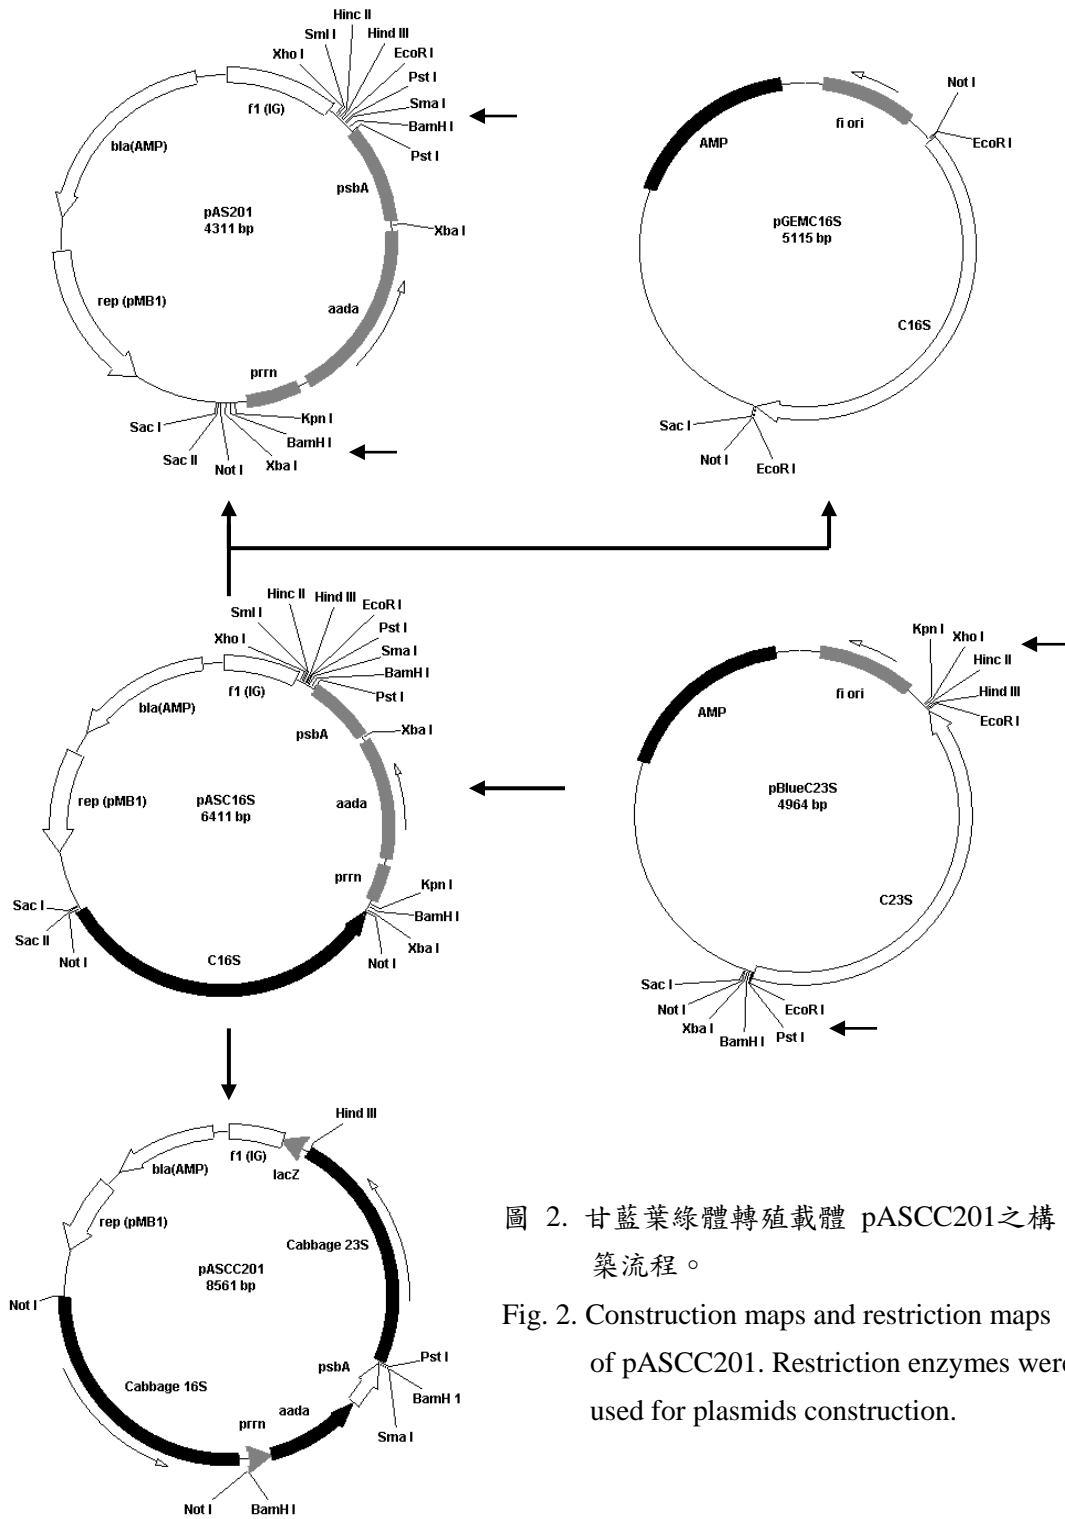 Hinc II
Sml I
Hind III
Xho I
EcoR I
Pst I
Sma I
BamH I
Pst I
f1 (IG)
bla(AMP)
psbA
pAS201
4311 bp
Xba I
rep (pMB1)
aada
prrn
Sac I
Kpn I
BamH I
Sac II
Not I
Xba I
Not I
fi ori
EcoR I
AMP
pGEMC16S
5115 bp
C16S
Sac I
Not I
EcoR I
Hinc II
Hind III
EcoR I
Sml I
Pst I
Xho I
Sma I
BamH I
Pst I
f1 (IG)
bla(AMP)
psbA
Xba I
rep (pMB1)
pASC16S
6411 bp
aada
prrn
Kpn I
Sac I
BamH I
Sac II
Xba I
Not I
C16S
Not I
Kpn I
Xho I
Hinc II
fi ori
Hind III
EcoR I
AMP
pBlueC23S
4964 bp
C23S
Sac I
Not I
EcoR I
Xba I
BamH I
Pst I
Hind III
f1 (IG)
bla(AMP)
lacZ
rep (pMB1)
Cabbage 23S
pASCC201
8561 bp
Not I
psbA
Pst I
Cabbage 16S
BamH 1
prrn
aada
Sma I
Not I
BamH I
圖 2. 甘藍葉綠體轉殖載體 pASCC201之構
築流程。
Fig. 2. Construction maps and restriction maps
of pASCC201. Restriction enzymes were
used for plasmids construction.